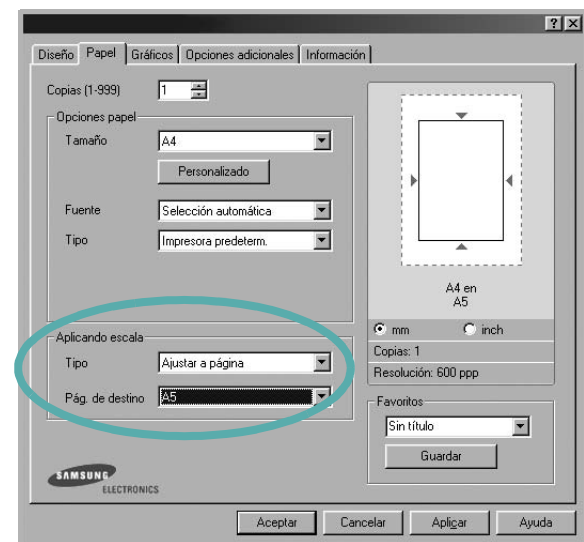 Diseño Papel Gráficos Opciones adicionales Información
Copias (1-999) 1
Opciones papel
Tamaño A4
Personalizado
Fuente Selección automática
Tipo Impresora predeterm.
Aplicando escala
Tipo Ajustar a página
Pág. de destino A5
SAMSUNG
ELECTRONICS
A4 en
A5
mm inch
Copias: 1
Resolución: 600 ppp
Favoritos
Sin título
Guardar
Aceptar Cancelar Aplicar Ayuda